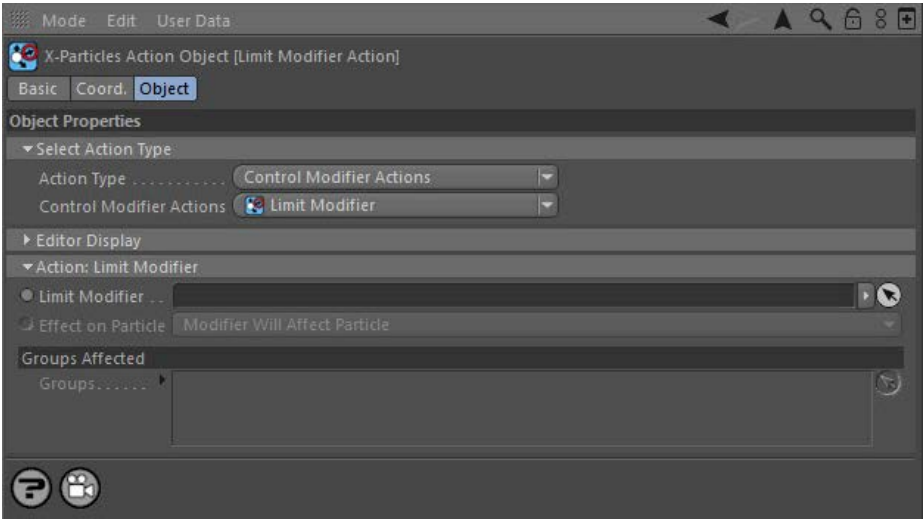 Mode Edit User Data
X-Particles Action Object [Limit Modifier Action]
Basic Coord. Object
Object Properties
Select Action Type
Action Type . . . . . . . . . . . Control Modifier Actions
Control Modifier Actions Limit Modifier
Editor Display
Action: Limit Modifier
Limit Modifier . . 
Effect on Particle Modifier Will Affect Particle
Groups Affected
Groups. . . . . .